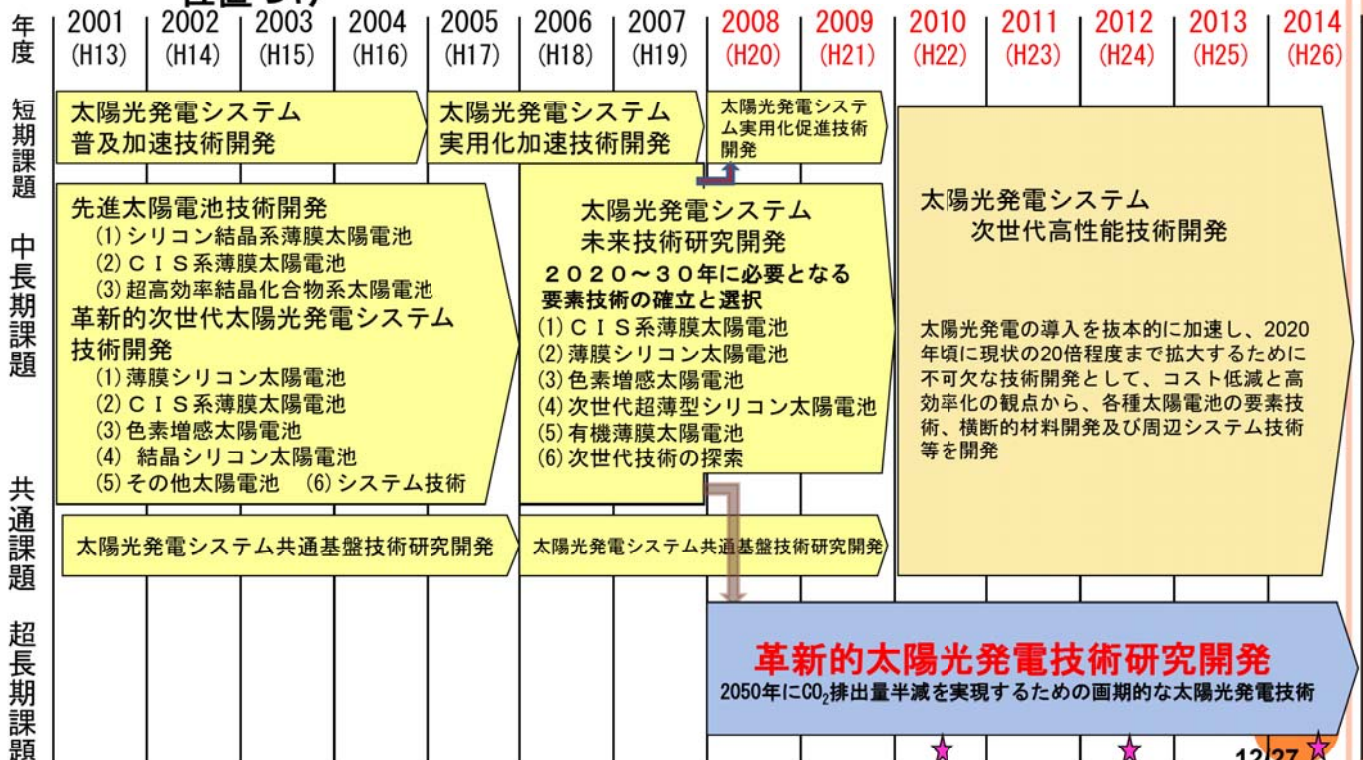 年度
2001 2002 2003 2004 2005 2006 2007 2008 2009 2010 2011 2012 2013 2014
(H13) (H14) (H15) (H16) (H17) (H18) (H19) (H20) (H21) (H22) (H23) (H24) (H25) (H26)
短期課題
太陽光発電システム
普及加速技術開発
太陽光発電システム
実用化加速技術開発
太陽光発電システ
ム実用化促進技術
開発
中長期課題
先進太陽電池技術開発
(1)シリコン結晶系薄膜太陽電池
(2)CIS系薄膜太陽電池
(3)超高効率結晶化合物系太陽電池
革新的次世代太陽光発電システム
技術開発
(1)薄膜シリコン太陽電池
(2)CIS系薄膜太陽電池
(3)色素増感太陽電池
(4) 結晶シリコン太陽電池
(5)その他太陽電池 (6)システム技術
太陽光発電システム
未来技術研究開発
2020~30年に必要となる
要素技術の確立と選択
(1)CIS系薄膜太陽電池
(2)薄膜シリコン太陽電池
(3)色素増感太陽電池
(4)次世代超薄型シリコン太陽電池
(5)有機薄膜太陽電池
(6)次世代技術の探索
太陽光発電システム
次世代高性能技術開発
太陽光発電の導入を抜本的に加速し、2020
年頃に現状の20倍程度まで拡大するために
不可欠な技術開発として、コスト低減と高
効率化の観点から、各種太陽電池の要素技
術、横断的材料開発及び周辺システム技術
等を開発
共通課題
太陽光発電システム共通基盤技術研究開発
太陽光発電システム共通基盤技術研究開発
超長期課題
革新的太陽光発電技術研究開発
2050年にCO₂排出量半減を実現するための画期的な太陽光発電技術
12/27